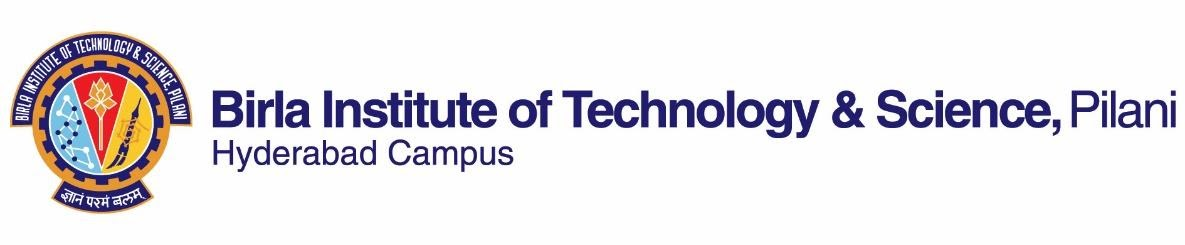 BIRLA INSTITUTE OF TECHNOLOGY & SCIENCE, PILANI
ज्ञानं परमं बलम्
Birla Institute of Technology & Science, Pilani
Hyderabad Campus